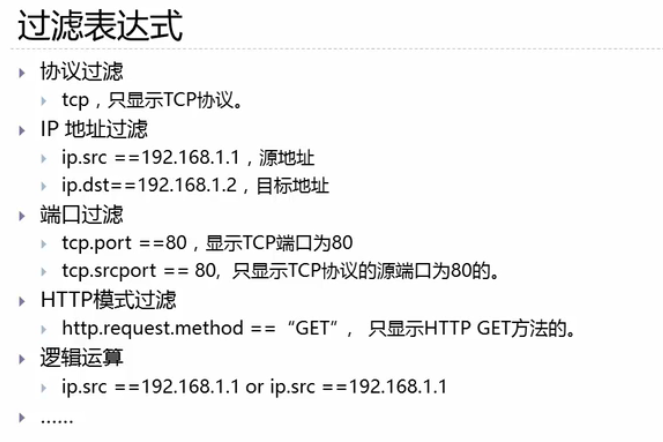 过滤表达式
协议过滤
tcp，只显示TCP协议。
IP 地址过滤
ip.src ==192.168.1.1，源地址
ip.dst==192.168.1.2，目标地址
端口过滤
tcp.port ==80，显示TCP端口为80
tcp.srcport == 80, 只显示TCP协议的源端口为80的。
HTTP模式过滤
http.request.method ==“GET”， 只显示HTTP GET方法的。
逻辑运算
ip.src ==192.168.1.1 or ip.src ==192.168.1.1
……